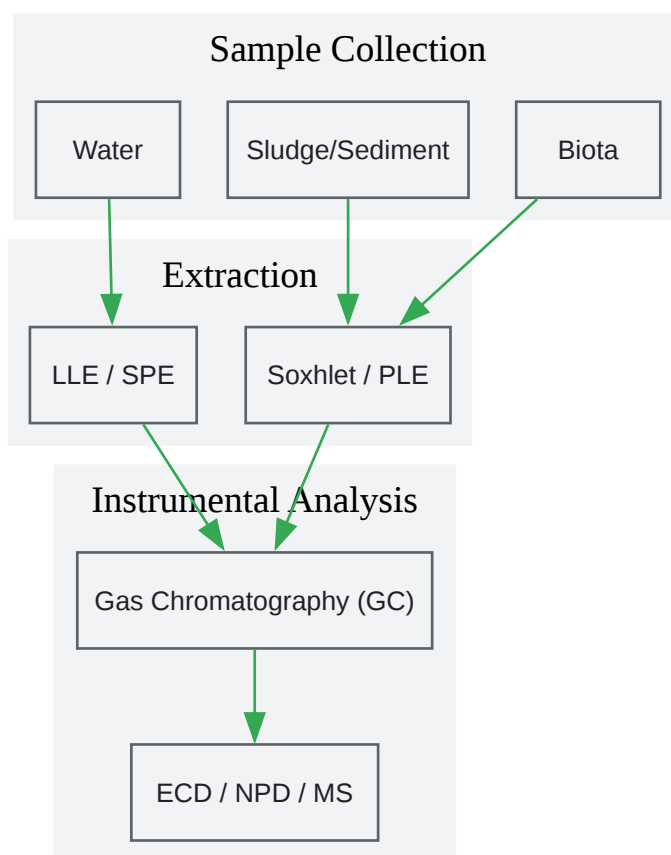 Sample Collection
Water
Sludge/Sediment
Biota
Extraction
LLE / SPE
Soxhlet / PLE
Instrumental Analysis
Gas Chromatography (GC)
ECD / NPD / MS